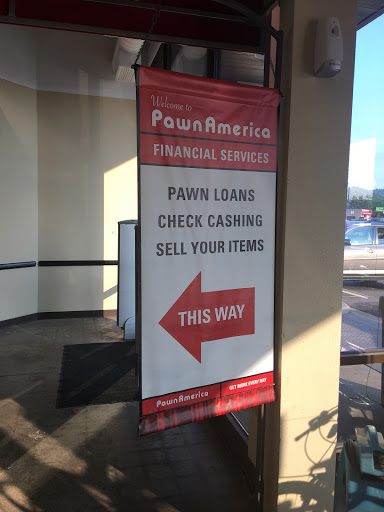 Welcome to
PawnAmerica
FINANCIAL SERVICES
PAWN LOANS
CHECK CASHING
SELL YOUR ITEMS
THIS WAY
PawnAmerica
GET MORE EVERY DAY